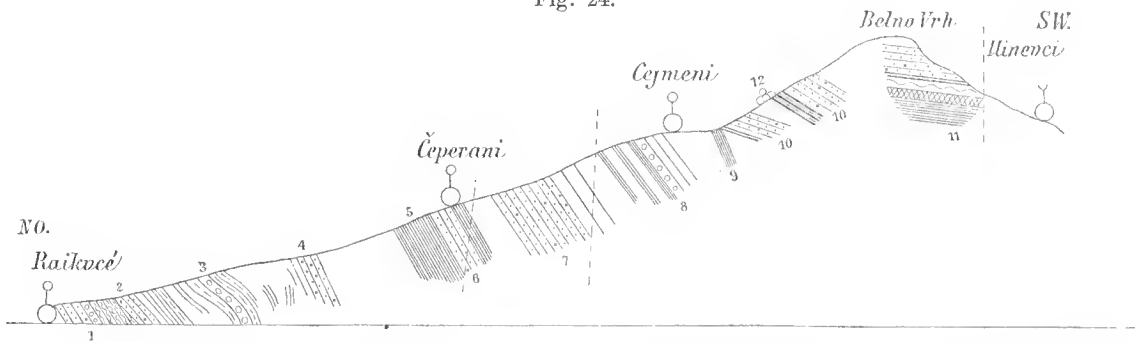 Fig. 24.
Belno Vrh
SW.
Ilinevci
Cejmeni
12
10
10
11
9
8
Čeperani
5
6
7
NO.
Raikvcé
4
3
2
1